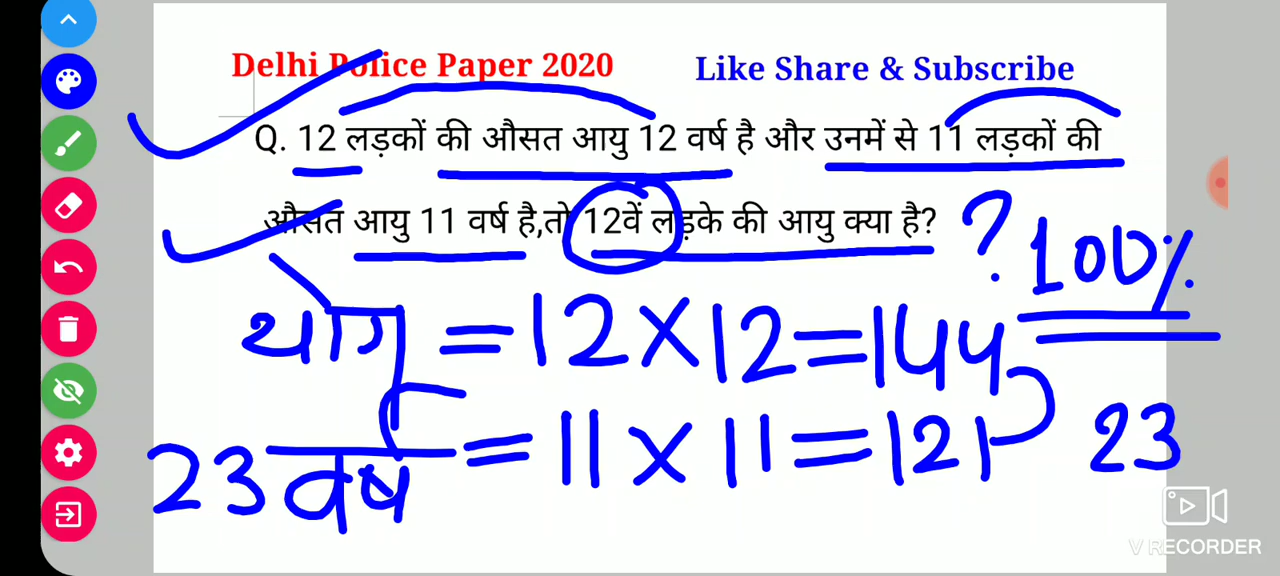 Delhi Police Paper 2020 Like Share & Subscribe
Q. 12 लड़कों की औसत आयु 12 वर्ष है और उनमें से 11 लड़कों की
औसत आयु 11 वर्ष है,तो 12वें लड़के की आयु क्या है? ?
100%
योग = 12 × 12 = 144
= 11 × 11 = 121 23
23 वर्ष
V RECORDER